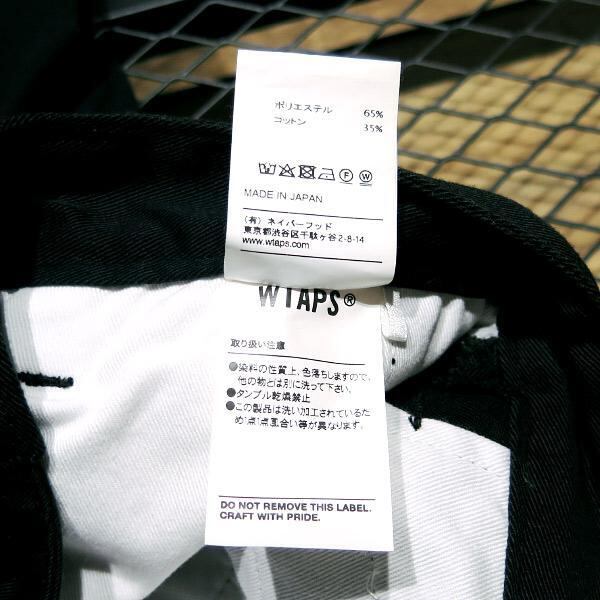 ポリエステル 65%
コットン 35%
MADE IN JAPAN
(有) ネイバーフッド
東京都渋谷区千駄ヶ谷2-8-14
www.wtaps.com
WTAPS®
取り扱い注意
●染料の性質上、色落ちしますので、
他の物とは別に洗って下さい。
●タンブル乾燥禁止
●この製品は洗い加工されているため
め1点1点風合い等が異なります。
DO NOT REMOVE THIS LABEL.
CRAFT WITH PRIDE.